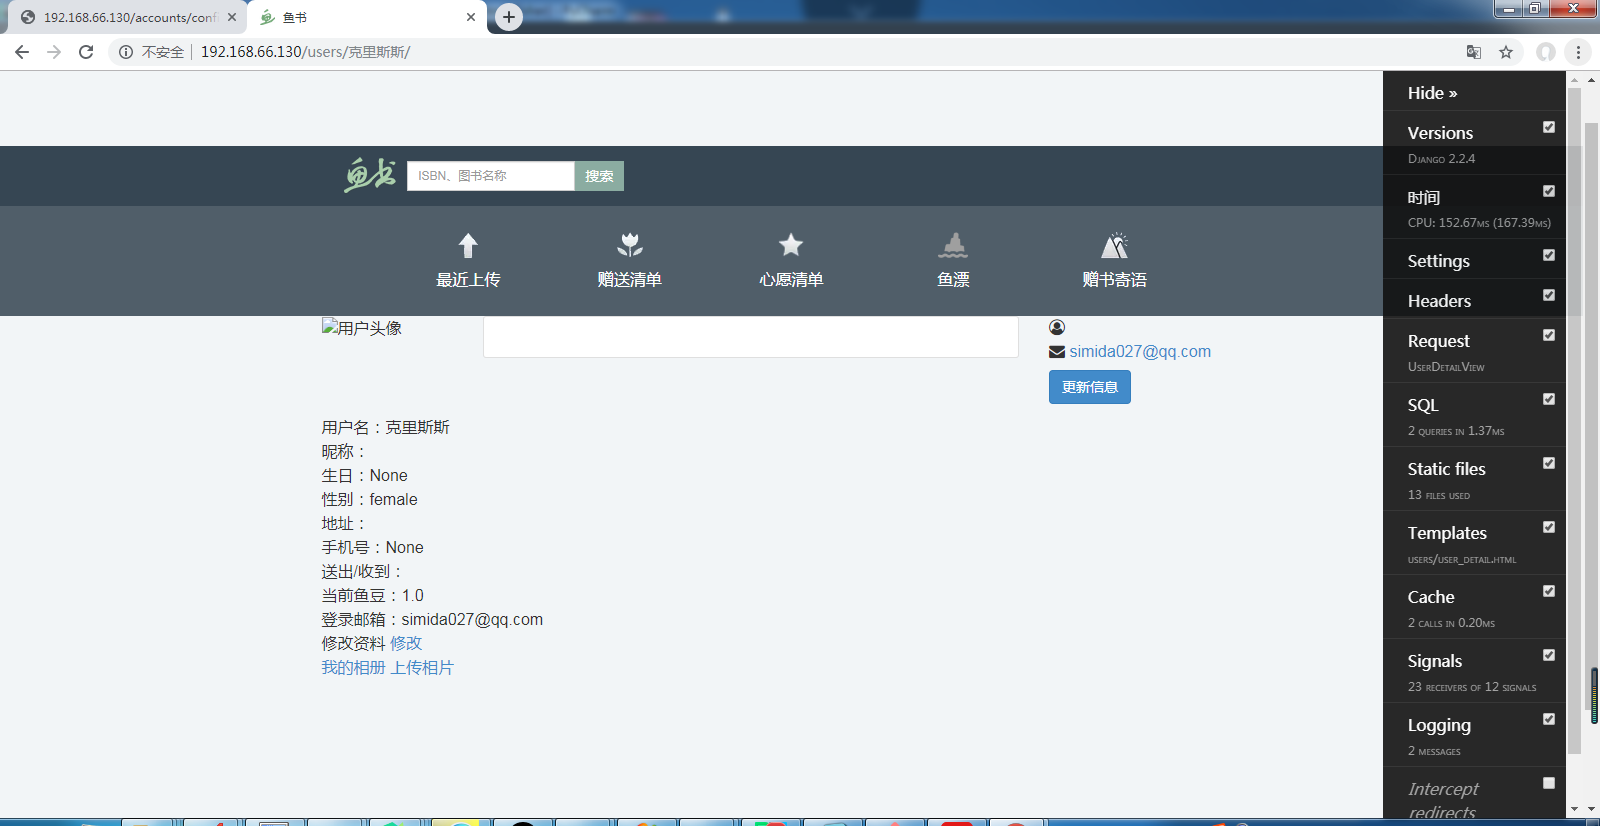 192.168.66.130/accounts/conf
鱼书
不安全 192.168.66.130/users/克里斯斯/
鱼书
ISBN、图书名称
搜索
最近上传
赠送清单
心愿清单
鱼漂
赠书寄语
用户头像
simida027@qq.com
更新信息
用户名：克里斯斯
昵称：
生日：None
性别：female
地址：
手机号：None
送出/收到：
当前鱼豆：1.0
登录邮箱：simida027@qq.com
修改资料 修改
我的相册 上传相片
Hide »
Versions
Django 2.2.4
时间
CPU: 152.67ms (167.39ms)
Settings
Headers
Request
UserDetailView
SQL
2 queries in 1.37ms
Static files
13 files used
Templates
users/user_detail.html
Cache
2 calls in 0.20ms
Signals
23 receivers of 12 signals
Logging
2 messages
Intercept
redirects